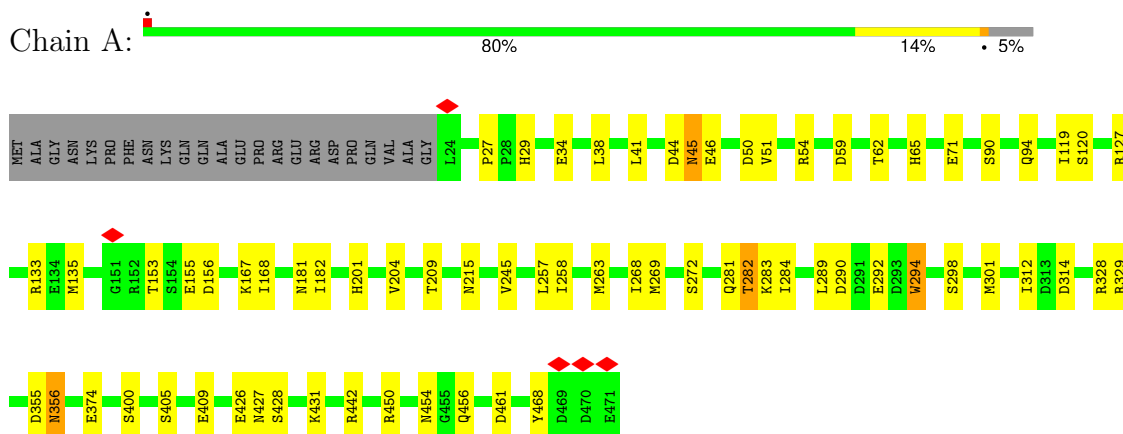 Chain A:
80% 14% • 5%
MET ALA GLY ASN LYS PRO PHE ASN LYS GLN GLN ALA GLU PRO ARG GLU ARG ASP PRO GLN VAL ALA GLY L24 P27 P28 H29 E34 L38 L41 D44 N45 E46 D50 V51 R54 D59 T62 H65 E71 S90 Q94 I119 S120 R127
R133 E134 M135 G151 R152 T153 S154 E155 D156 K167 I168 N181 I182 H201 V204 T209 N215 V245 L257 I258 M263 I268 M269 S272 Q281 T282 K283 I284 L289 D290 D291 E292 D293 W294 S298 M301 I312 D313 D314 R328 R329
D355 N356 E374 S400 S405 E409 E426 N427 S428 K431 R442 R450 N454 G455 Q456 D461 Y468 D469 D470 E471